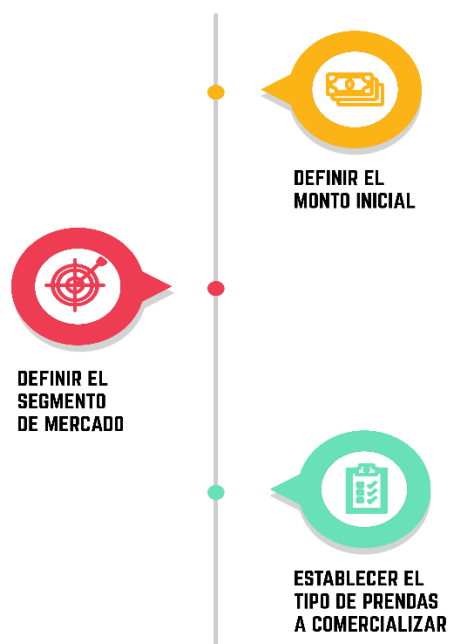 DEFINIR EL
MONTO INICIAL
DEFINIR EL
SEGMENTO
DE MERCADO
ESTABLECER EL
TIPO DE PRENDAS
A COMERCIALIZAR